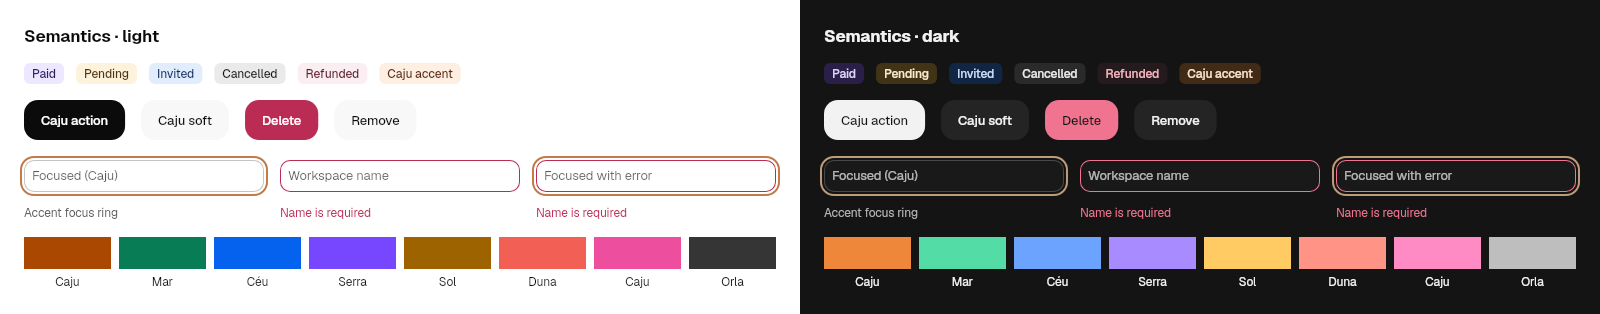 Semantics · light
Paid Pending Invited Cancelled Refunded Caju accent
Caju action Caju soft Delete Remove
Focused (Caju) Workspace name Focused with error
Accent focus ring Name is required Name is required
Caju Mar Céu Serra Sol Duna Caju Orla
Semantics · dark
Paid Pending Invited Cancelled Refunded Caju accent
Caju action Caju soft Delete Remove
Focused (Caju) Workspace name Focused with error
Accent focus ring Name is required Name is required
Caju Mar Céu Serra Sol Duna Caju Orla